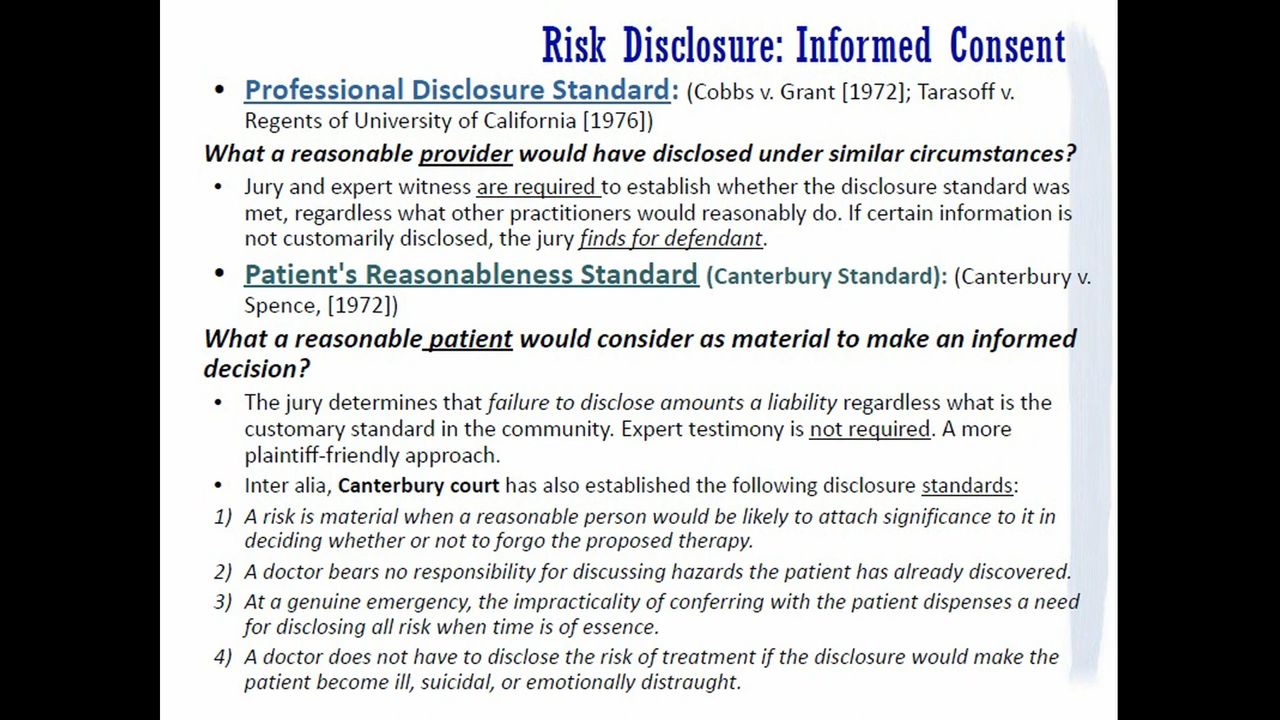 Risk Disclosure: Informed Consent
• Professional Disclosure Standard: (Cobbs v. Grant [1972]; Tarasoff v.
Regents of University of California [1976])
What a reasonable provider would have disclosed under similar circumstances?
• Jury and expert witness are required to establish whether the disclosure standard was
met, regardless what other practitioners would reasonably do. If certain information is
not customarily disclosed, the jury finds for defendant.
• Patient's Reasonableness Standard (Canterbury Standard): (Canterbury v.
Spence, [1972])
What a reasonable patient would consider as material to make an informed
decision?
• The jury determines that failure to disclose amounts a liability regardless what is the
customary standard in the community. Expert testimony is not required. A more
plaintiff-friendly approach.
• Inter alia, Canterbury court has also established the following disclosure standards:
1) A risk is material when a reasonable person would be likely to attach significance to it in
deciding whether or not to forgo the proposed therapy.
2) A doctor bears no responsibility for discussing hazards the patient has already discovered.
3) At a genuine emergency, the impracticality of conferring with the patient dispenses a need
for disclosing all risk when time is of essence.
4) A doctor does not have to disclose the risk of treatment if the disclosure would make the
patient become ill, suicidal, or emotionally distraught.